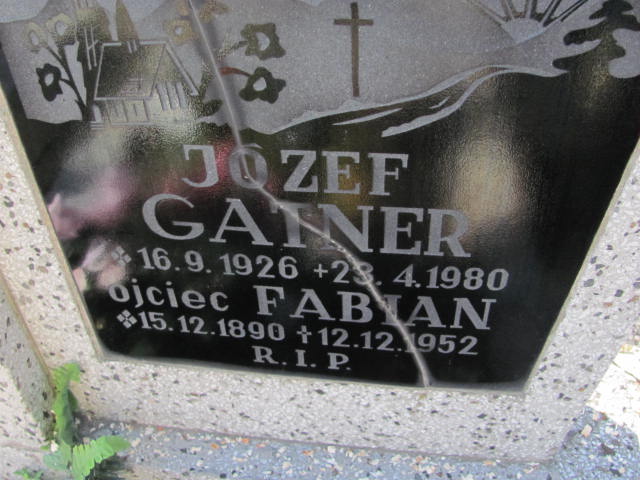 JÓZEF
GATNER
* 16.9.1926 +23.4.1980
ojciec FABIAN
* 15.12.1890 +12.12.1952
R.I.P.